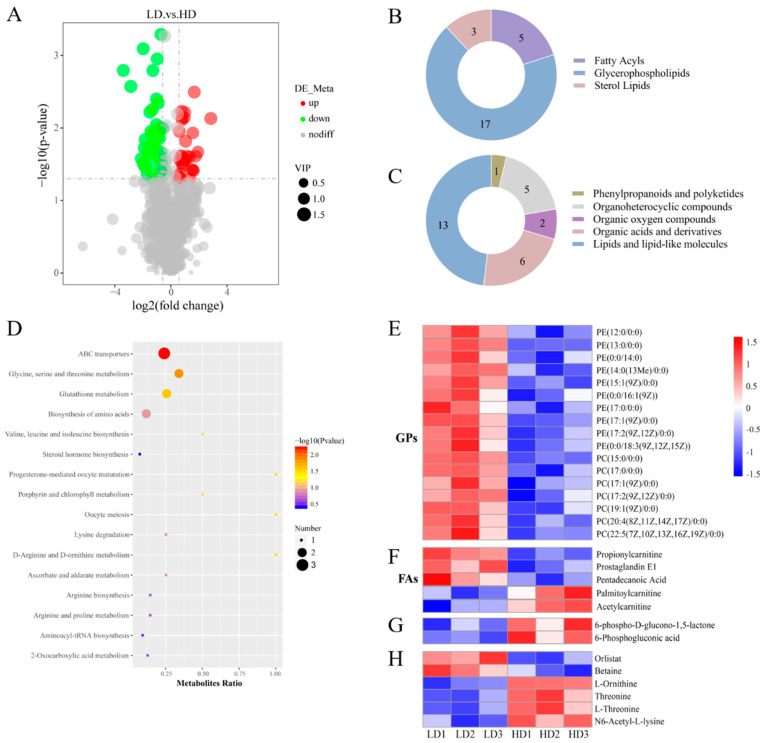 A
LD.vs.HD
−log10(p-value)
3
2
1
0
−4
0
4
log2(fold change)
DE_Meta
up
down
nodiff
VIP
0.5
1.0
1.5
B
3
5
17
Fatty Acyls
Glycerophospholipids
Sterol Lipids
C
1
5
2
6
13
Phenylpropanoids and polyketides
Organoheterocyclic compounds
Organic oxygen compounds
Organic acids and derivatives
Lipids and lipid-like molecules
D
ABC transporters
Glycine, serine and threonine metabolism
Glutathione metabolism
Biosynthesis of amino acids
Valine, leucine and isoleucine biosynthesis
Steroid hormone biosynthesis
Progesterone-mediated oocyte maturation
Porphyrin and chlorophyll metabolism
Oocyte meiosis
Lysine degradation
D-Arginine and D-ornithine metabolism
Ascorbate and aldarate metabolism
Arginine biosynthesis
Arginine and proline metabolism
Aminoacyl-tRNA biosynthesis
2-Oxocarboxylic acid metabolism
0.25
0.50
0.75
1.00
Metabolites Ratio
−log10(Pvalue)
2.0
1.5
1.0
0.5
Number
1
2
3
E
GPs
PE(12:0/0:0)
PE(13:0/0:0)
PE(0:0/14:0)
PE(14:0(13Me)/0:0)
PE(15:1(9Z)/0:0)
PE(0:0/16:1(9Z))
PE(17:0/0:0)
PE(17:1(9Z)/0:0)
PE(17:2(9Z,12Z)/0:0)
PE(0:0/18:3(9Z,12Z,15Z))
PC(15:0/0:0)
PC(17:0/0:0)
PC(17:1(9Z)/0:0)
PC(17:2(9Z,12Z)/0:0)
PC(19:1(9Z)/0:0)
PC(20:4(8Z,11Z,14Z,17Z)/0:0)
PC(22:5(7Z,10Z,13Z,16Z,19Z)/0:0)
1.5
1
0.5
0
−0.5
−1
−1.5
F
FAs
Propionylcarnitine
Prostaglandin E1
Pentadecanoic Acid
Palmitoylcarnitine
Acetylcarnitine
G
6-phospho-D-glucono-1,5-lactone
6-Phosphogluconic acid
H
Orlistat
Betaine
L-Ornithine
Threonine
L-Threonine
N6-Acetyl-L-lysine
LD1 LD2 LD3 HD1 HD2 HD3